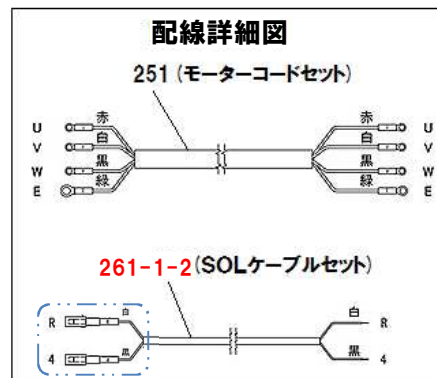 配線詳細図
251 (モーターコードセット)
U 赤 赤 U
V 白 白 V
W 黒 黒 W
E 緑 緑 E
261-1-2(SOLケーブルセット)
R 白 白 R
4 黒 黒 4